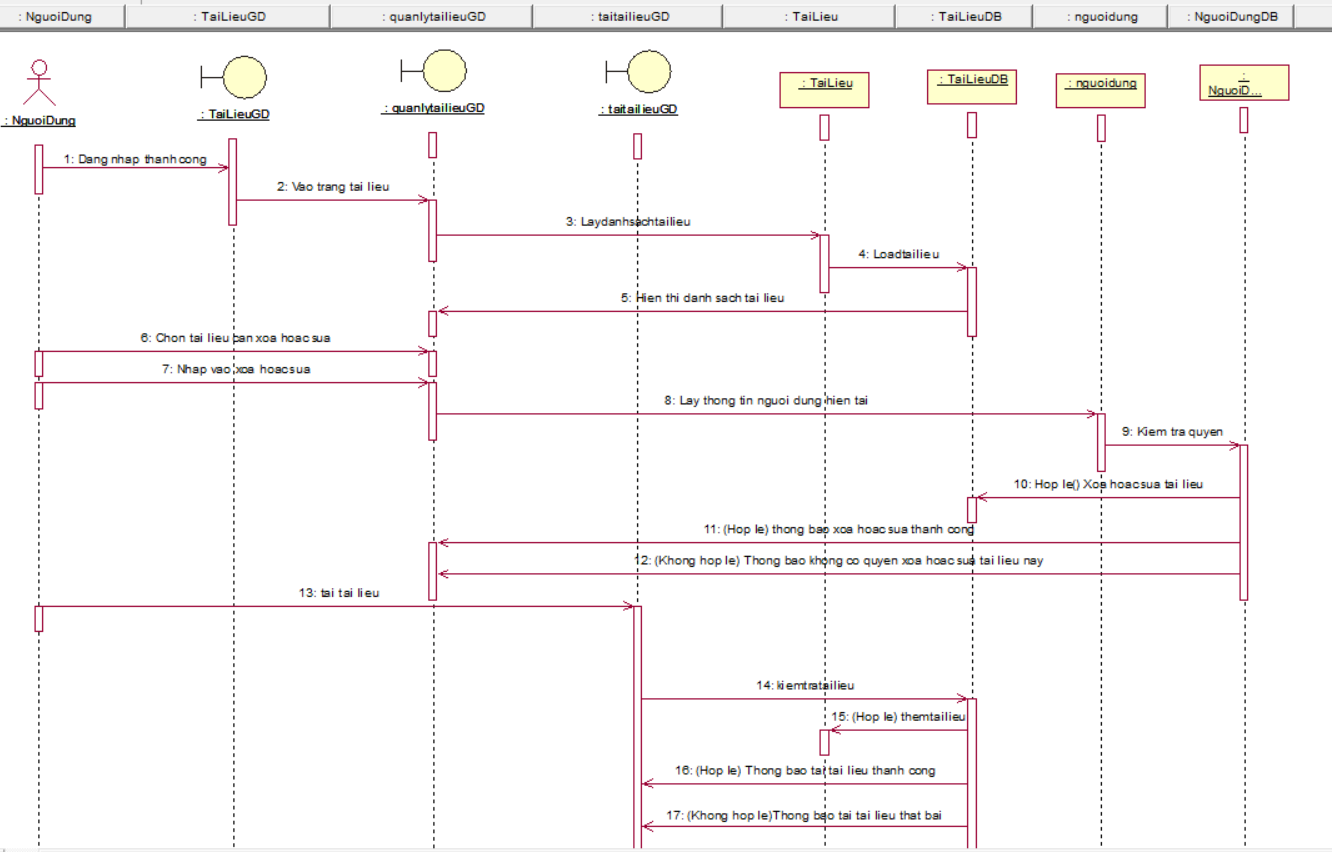 : NguoiDung
: TaiLieuGD
: quanlytailieuGD
: taitailieuGD
: TaiLieu
: TaiLieuDB
: nguoidung
: NguoiDungDB
: NguoiDung
: TaiLieuGD
: quanlytailieuGD
: taitailieuGD
: TaiLieu
: TaiLieuDB
: nguoidung
:
NguoiD...
1: Dang nhap thanh cong
2: Vao trang tai lieu
3: Laydanhsachtailieu
4: Loadtailieu
5: Hien thi danh sach tai lieu
6: Chon tai lieu can xoa hoac sua
7: Nhap vao xoa hoac sua
8: Lay thong tin nguoi dung hien tai
9: Kiem tra quyen
10: Hop le() Xoa hoac sua tai lieu
11: (Hop le) thong bao xoa hoac sua thanh cong
12: (Khong hop le) Thong bao khong co quyen xoa hoac sua tai lieu nay
13: tai tai lieu
14: kiemtratailieu
15: (Hop le) themtailieu
16: (Hop le) Thong bao tai tai lieu thanh cong
17: (Khong hop le)Thong bao tai tai lieu that bai